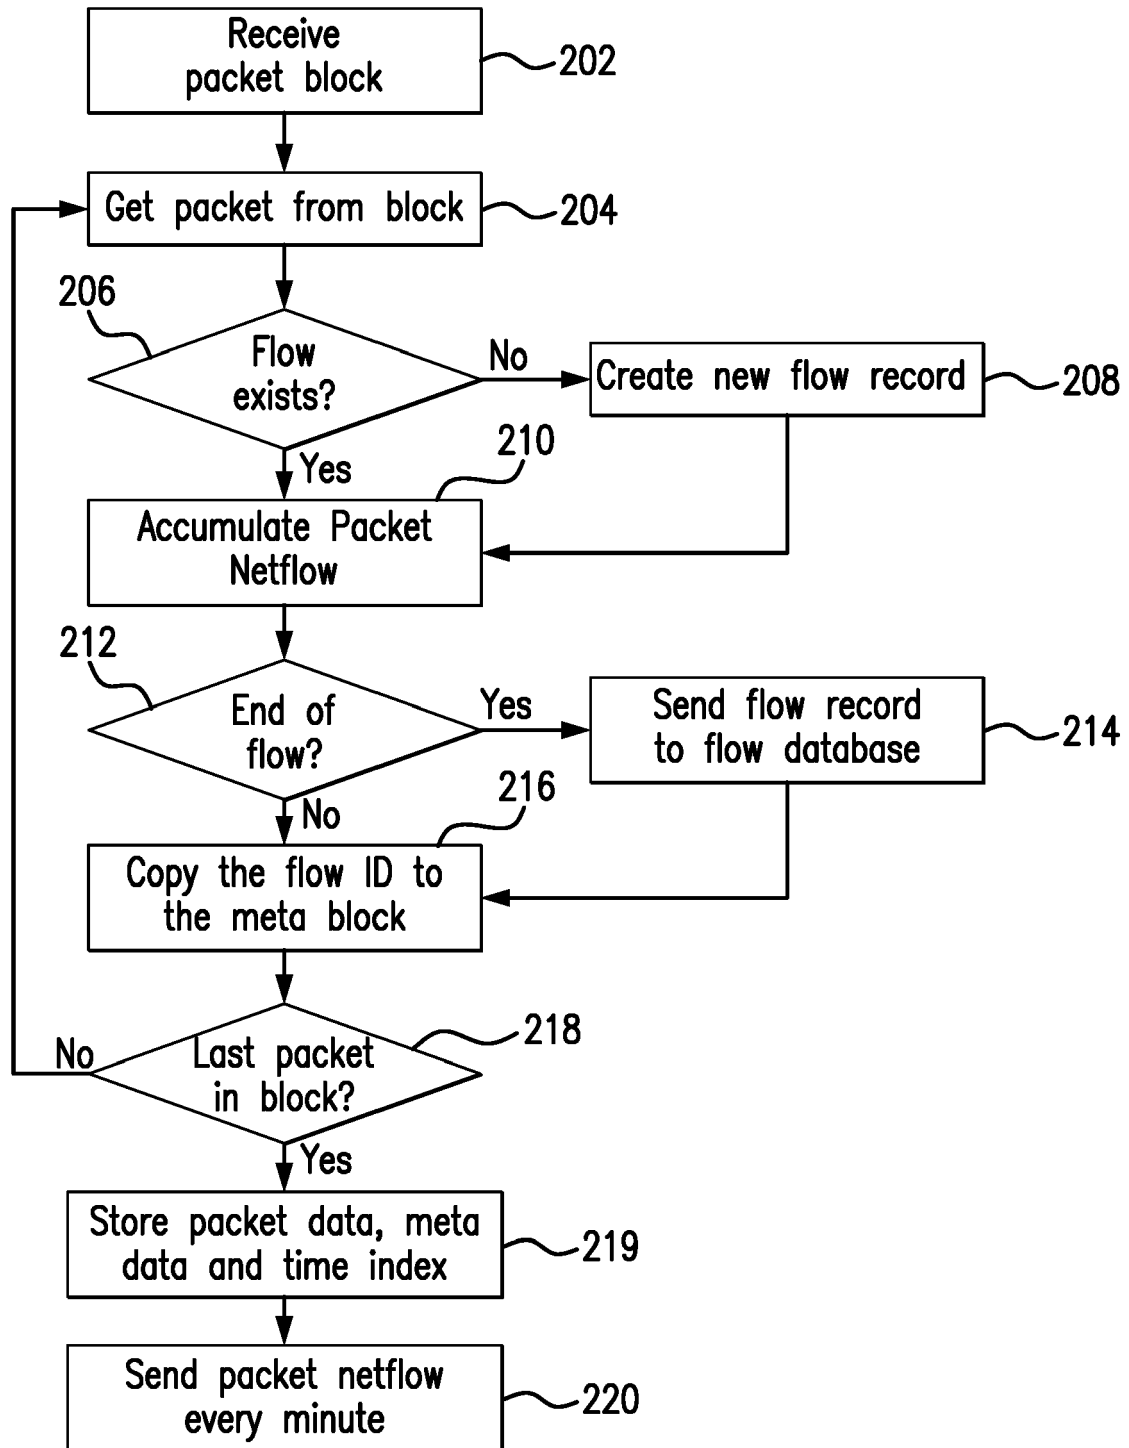 Receive
packet block
202
Get packet from block
204
206
Flow
exists?
No
Create new flow record
208
Yes
210
Accumulate Packet
Netflow
212
End of
flow?
Yes
Send flow record
to flow database
214
No
216
Copy the flow ID to
the meta block
218
No
Last packet
in block?
Yes
Store packet data, meta
data and time index
219
Send packet netflow
every minute
220